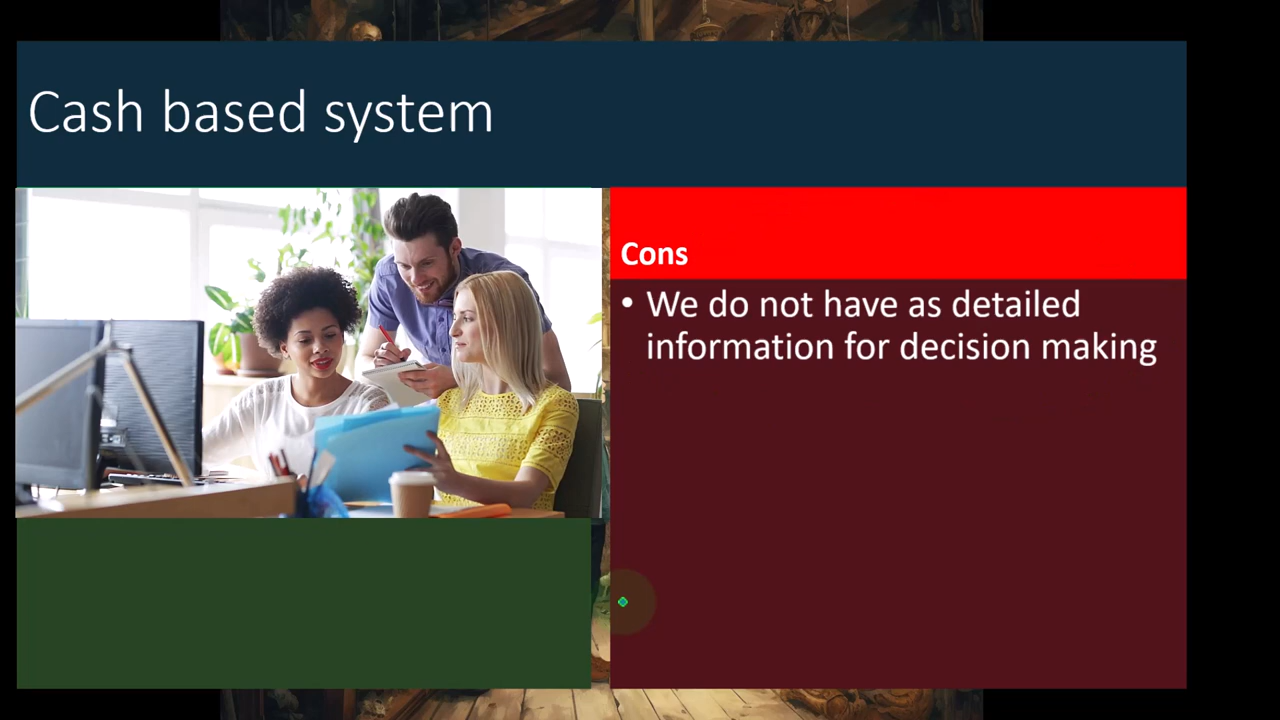 Cash based system
Cons
• We do not have as detailed
information for decision making